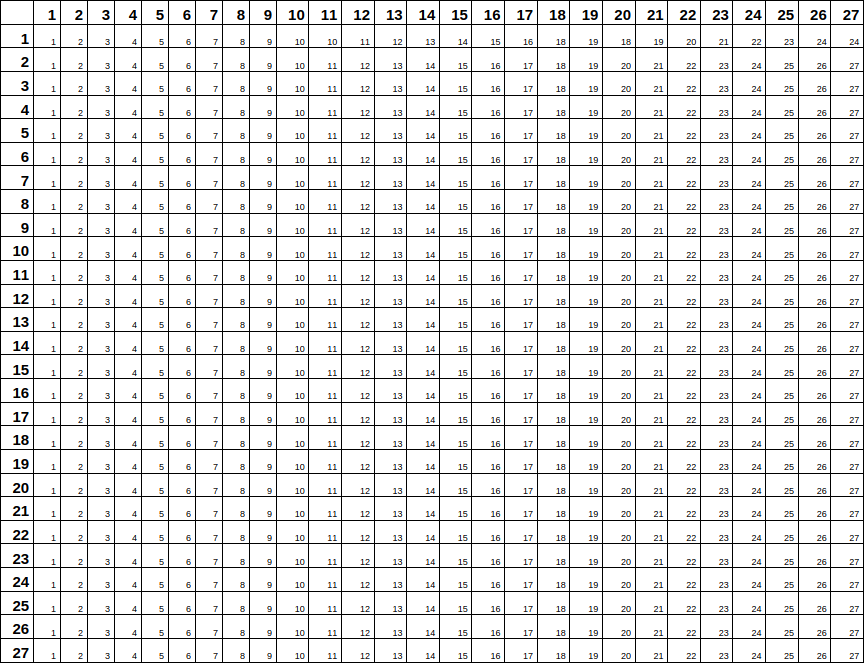 1 2 3 4 5 6 7 8 9 10 11 12 13 14 15 16 17 18 19 20 21 22 23 24 25 26 27
1 1 2 3 4 5 6 7 8 9 10 10 11 12 13 14 15 16 18 19 18 19 20 21 22 23 24 24
2 1 2 3 4 5 6 7 8 9 10 11 12 13 14 15 16 17 18 19 20 21 22 23 24 25 26 27
3 1 2 3 4 5 6 7 8 9 10 11 12 13 14 15 16 17 18 19 20 21 22 23 24 25 26 27
4 1 2 3 4 5 6 7 8 9 10 11 12 13 14 15 16 17 18 19 20 21 22 23 24 25 26 27
5 1 2 3 4 5 6 7 8 9 10 11 12 13 14 15 16 17 18 19 20 21 22 23 24 25 26 27
6 1 2 3 4 5 6 7 8 9 10 11 12 13 14 15 16 17 18 19 20 21 22 23 24 25 26 27
7 1 2 3 4 5 6 7 8 9 10 11 12 13 14 15 16 17 18 19 20 21 22 23 24 25 26 27
8 1 2 3 4 5 6 7 8 9 10 11 12 13 14 15 16 17 18 19 20 21 22 23 24 25 26 27
9 1 2 3 4 5 6 7 8 9 10 11 12 13 14 15 16 17 18 19 20 21 22 23 24 25 26 27
10 1 2 3 4 5 6 7 8 9 10 11 12 13 14 15 16 17 18 19 20 21 22 23 24 25 26 27
11 1 2 3 4 5 6 7 8 9 10 11 12 13 14 15 16 17 18 19 20 21 22 23 24 25 26 27
12 1 2 3 4 5 6 7 8 9 10 11 12 13 14 15 16 17 18 19 20 21 22 23 24 25 26 27
13 1 2 3 4 5 6 7 8 9 10 11 12 13 14 15 16 17 18 19 20 21 22 23 24 25 26 27
14 1 2 3 4 5 6 7 8 9 10 11 12 13 14 15 16 17 18 19 20 21 22 23 24 25 26 27
15 1 2 3 4 5 6 7 8 9 10 11 12 13 14 15 16 17 18 19 20 21 22 23 24 25 26 27
16 1 2 3 4 5 6 7 8 9 10 11 12 13 14 15 16 17 18 19 20 21 22 23 24 25 26 27
17 1 2 3 4 5 6 7 8 9 10 11 12 13 14 15 16 17 18 19 20 21 22 23 24 25 26 27
18 1 2 3 4 5 6 7 8 9 10 11 12 13 14 15 16 17 18 19 20 21 22 23 24 25 26 27
19 1 2 3 4 5 6 7 8 9 10 11 12 13 14 15 16 17 18 19 20 21 22 23 24 25 26 27
20 1 2 3 4 5 6 7 8 9 10 11 12 13 14 15 16 17 18 19 20 21 22 23 24 25 26 27
21 1 2 3 4 5 6 7 8 9 10 11 12 13 14 15 16 17 18 19 20 21 22 23 24 25 26 27
22 1 2 3 4 5 6 7 8 9 10 11 12 13 14 15 16 17 18 19 20 21 22 23 24 25 26 27
23 1 2 3 4 5 6 7 8 9 10 11 12 13 14 15 16 17 18 19 20 21 22 23 24 25 26 27
24 1 2 3 4 5 6 7 8 9 10 11 12 13 14 15 16 17 18 19 20 21 22 23 24 25 26 27
25 1 2 3 4 5 6 7 8 9 10 11 12 13 14 15 16 17 18 19 20 21 22 23 24 25 26 27
26 1 2 3 4 5 6 7 8 9 10 11 12 13 14 15 16 17 18 19 20 21 22 23 24 25 26 27
27 1 2 3 4 5 6 7 8 9 10 11 12 13 14 15 16 17 18 19 20 21 22 23 24 25 26 27